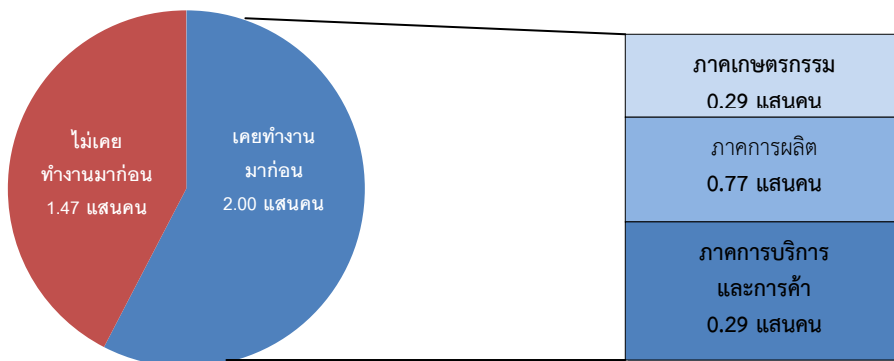 ไม่เคย
ทำงานมาก่อน
1.47 แสนคน
เคยทำงาน
มาก่อน
2.00 แสนคน
ภาคเกษตรกรรม
0.29 แสนคน
ภาคการผลิต
0.77 แสนคน
ภาคการบริการ
และการค้า
0.29 แสนคน